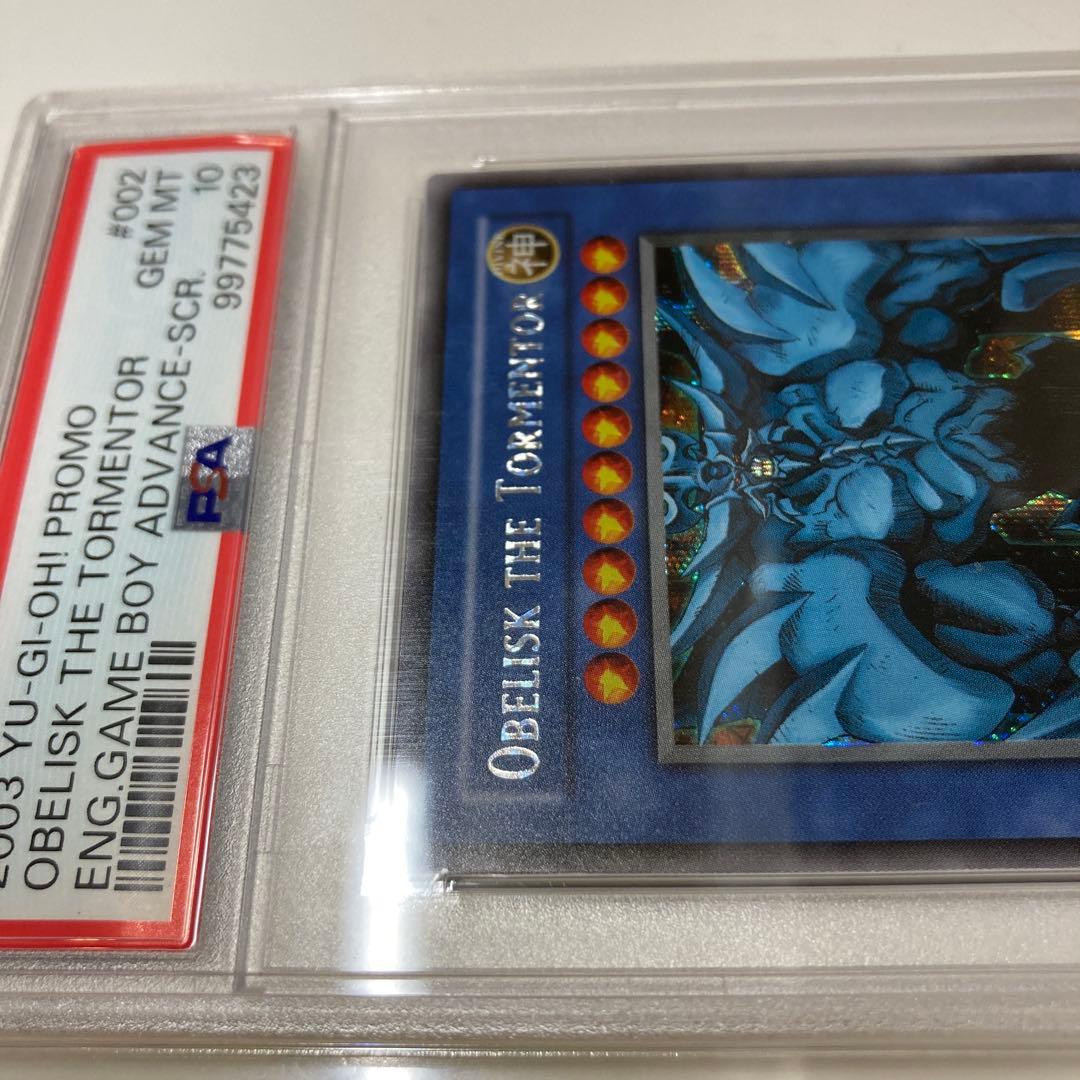 2003 YU-GI-OH! PROMO #002
OBELISK THE TORMENTOR GEM MT
ENG.GAME BOY ADVANCE-SCR. 10
99775423
PSA
OBELISK THE TORMENTOR
DIVINE
神